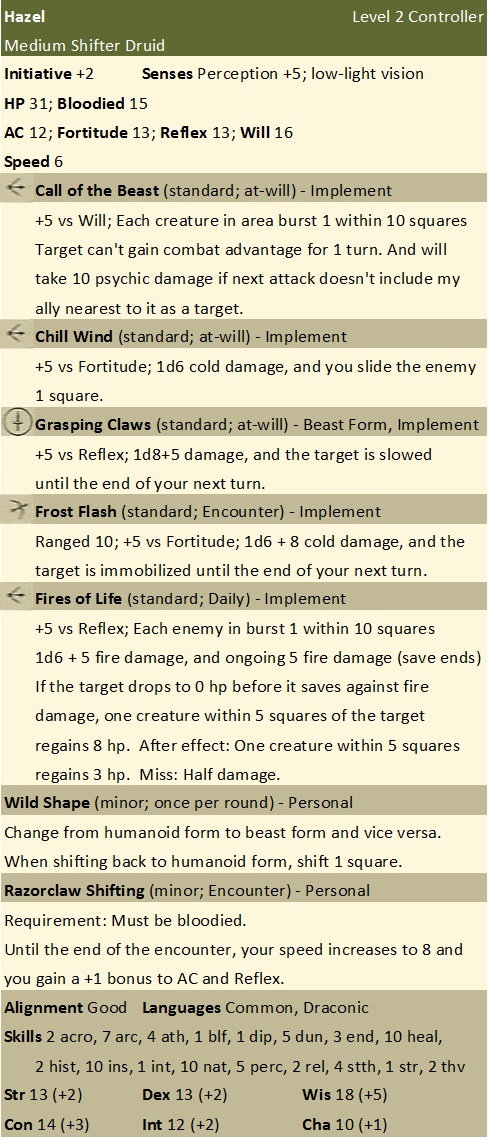 Hazel Level 2 Controller
Medium Shifter Druid
Initiative +2 Senses Perception +5; low-light vision
HP 31; Bloodied 15
AC 12; Fortitude 13; Reflex 13; Will 16
Speed 6
Call of the Beast (standard; at-will) - Implement
+5 vs Will; Each creature in area burst 1 within 10 squares
Target can't gain combat advantage for 1 turn. And will
take 10 psychic damage if next attack doesn't include my
ally nearest to it as a target.
Chill Wind (standard; at-will) - Implement
+5 vs Fortitude; 1d6 cold damage, and you slide the enemy
1 square.
Grasping Claws (standard; at-will) - Beast Form, Implement
+5 vs Reflex; 1d8+5 damage, and the target is slowed
until the end of your next turn.
Frost Flash (standard; Encounter) - Implement
Ranged 10; +5 vs Fortitude; 1d6 + 8 cold damage, and the
target is immobilized until the end of your next turn.
Fires of Life (standard; Daily) - Implement
+5 vs Reflex; Each enemy in burst 1 within 10 squares
1d6 + 5 fire damage, and ongoing 5 fire damage (save ends)
If the target drops to 0 hp before it saves against fire
damage, one creature within 5 squares of the target
regains 8 hp. After effect: One creature within 5 squares
regains 3 hp. Miss: Half damage.
Wild Shape (minor; once per round) - Personal
Change from humanoid form to beast form and vice versa.
When shifting back to humanoid form, shift 1 square.
Razorclaw Shifting (minor; Encounter) - Personal
Requirement: Must be bloodied.
Until the end of the encounter, your speed increases to 8 and
you gain a +1 bonus to AC and Reflex.
Alignment Good Languages Common, Draconic
Skills 2 acro, 7 arc, 4 ath, 1 blf, 1 dip, 5 dun, 3 end, 10 heal,
2 hist, 10 ins, 1 int, 10 nat, 5 perc, 2 rel, 4 stth, 1 str, 2 thv
Str 13 (+2) Dex 13 (+2) Wis 18 (+5)
Con 14 (+3) Int 12 (+2) Cha 10 (+1)